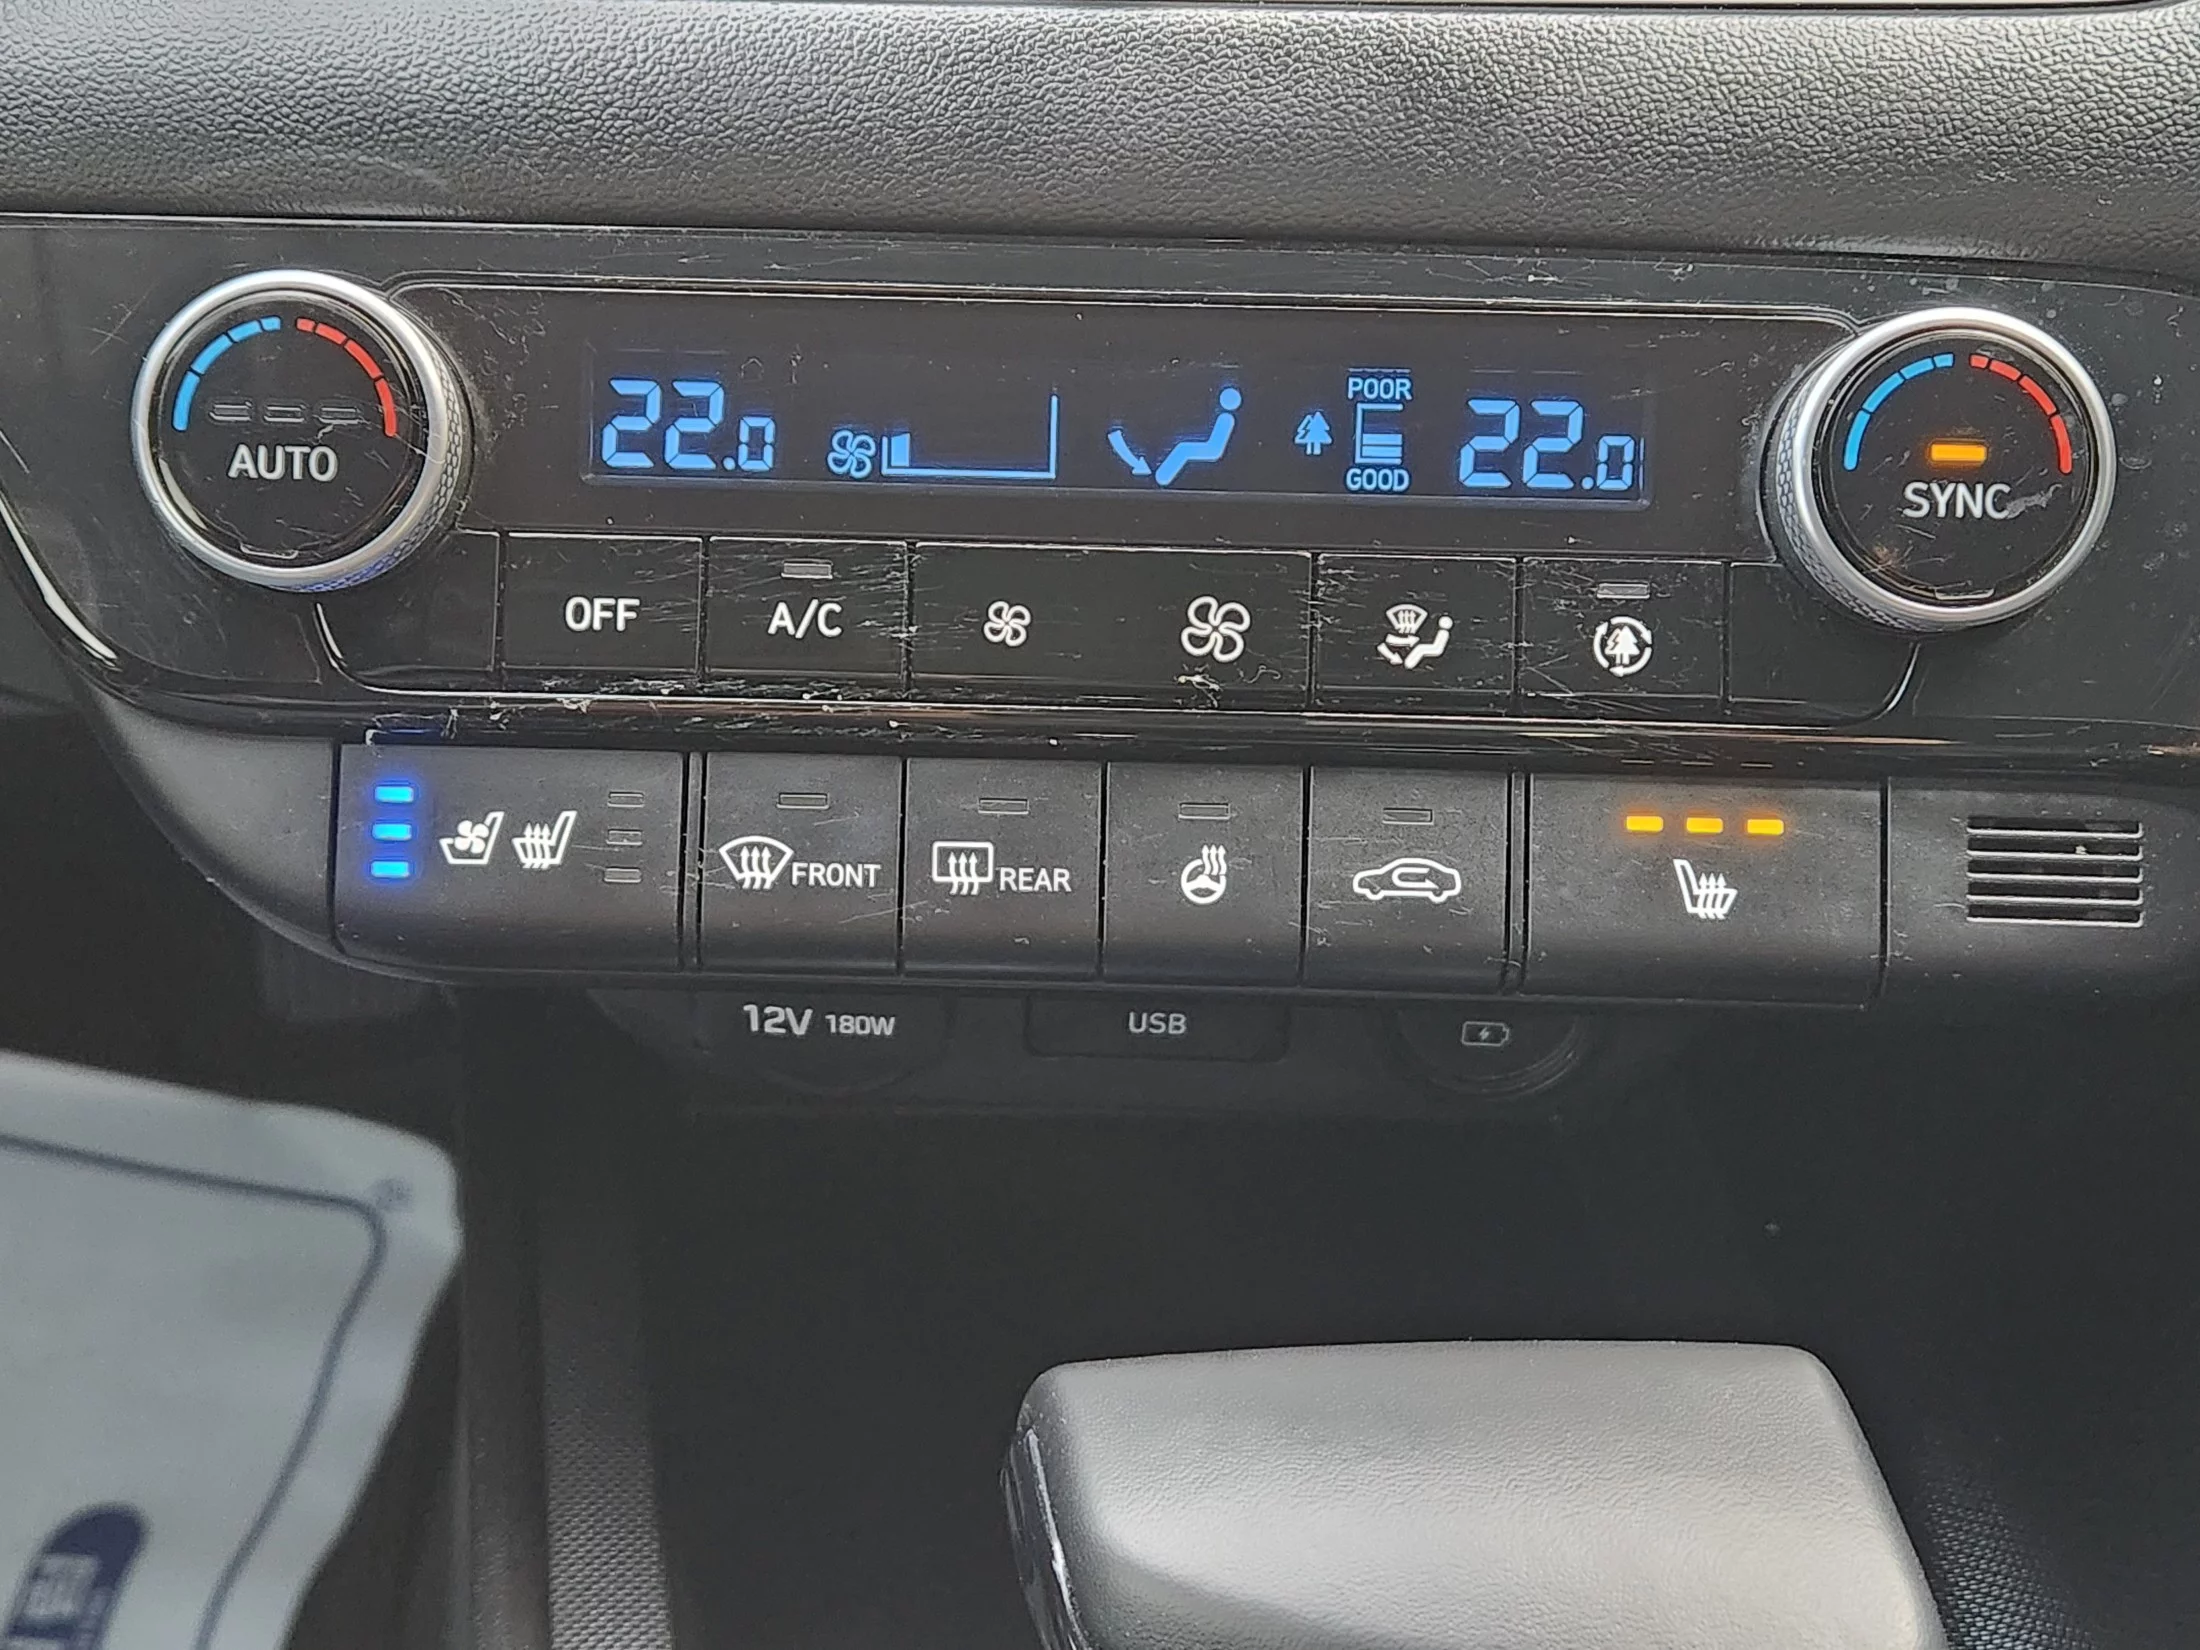 POOR
22.0 22.0
GOOD
AUTO
SYNC
OFF A/C
FRONT REAR
12V 180W USB